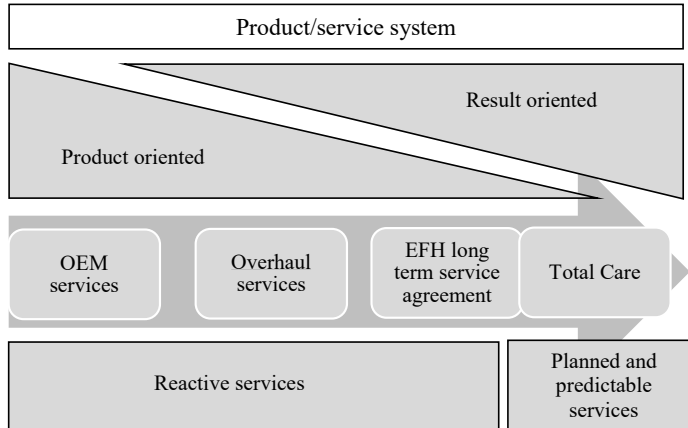 Product/service system
Result oriented
Product oriented
OEM
services
Overhaul
services
EFH long
term service
agreement
Total Care
Reactive services
Planned and
predictable
services